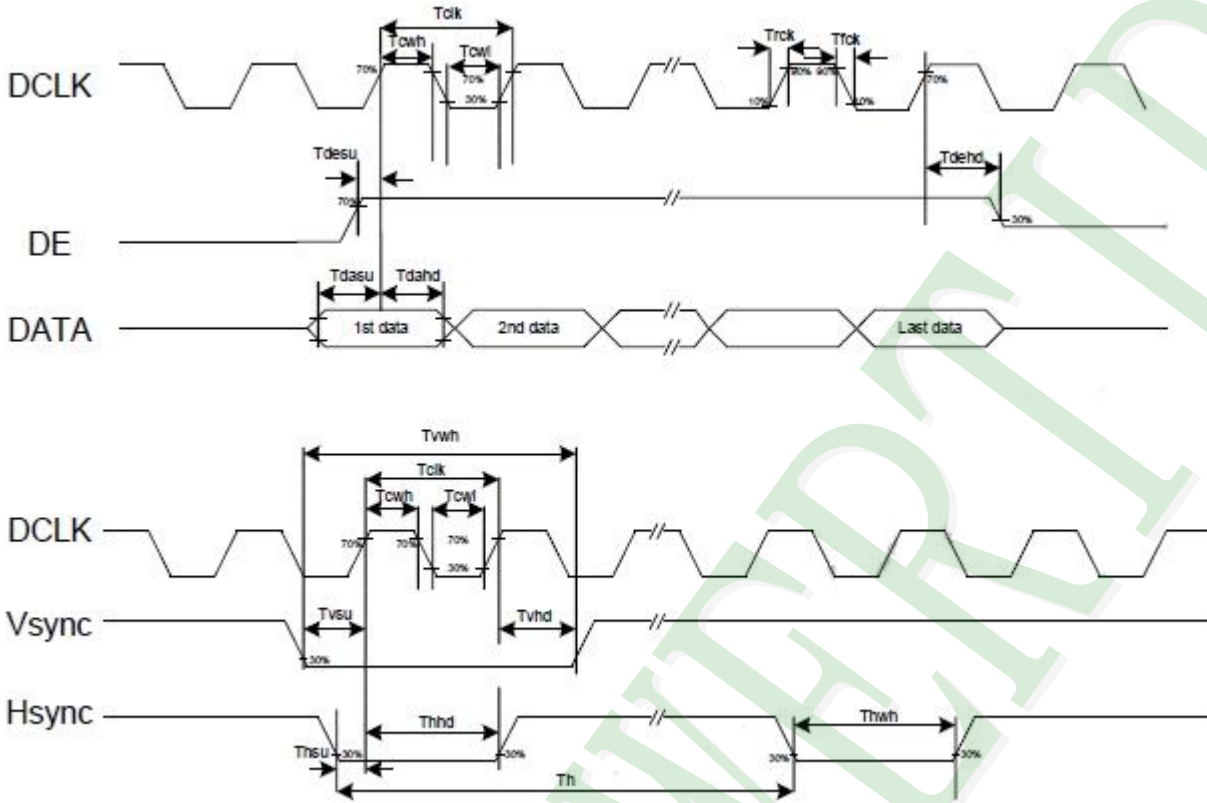 Tclk
Tcwh Tcwl Trck Tfck
DCLK 70% 70% 30% 90% 90% 10% 10% 70%
Tdesu Tdehd
70% 30%
DE
Tdasu Tdahd
DATA 1st data 2nd data Last data
Tvwh
Tclk
Tcwh Tcwl
DCLK 70% 70% 70% 30%
Vsync Tvsu Tvhd
30%
Hsync Thhd Thwh
Thsu 30% 30% 30% 30%
Th